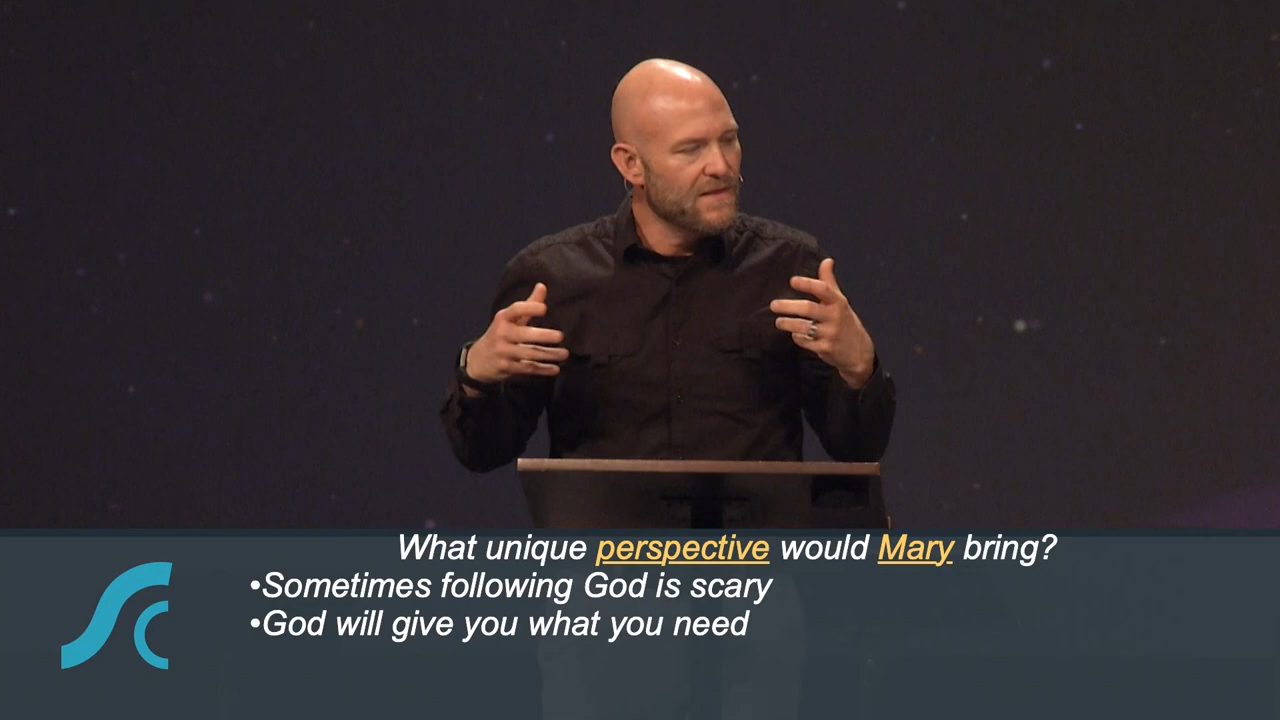 What unique perspective would Mary bring?
•Sometimes following God is scary
•God will give you what you need